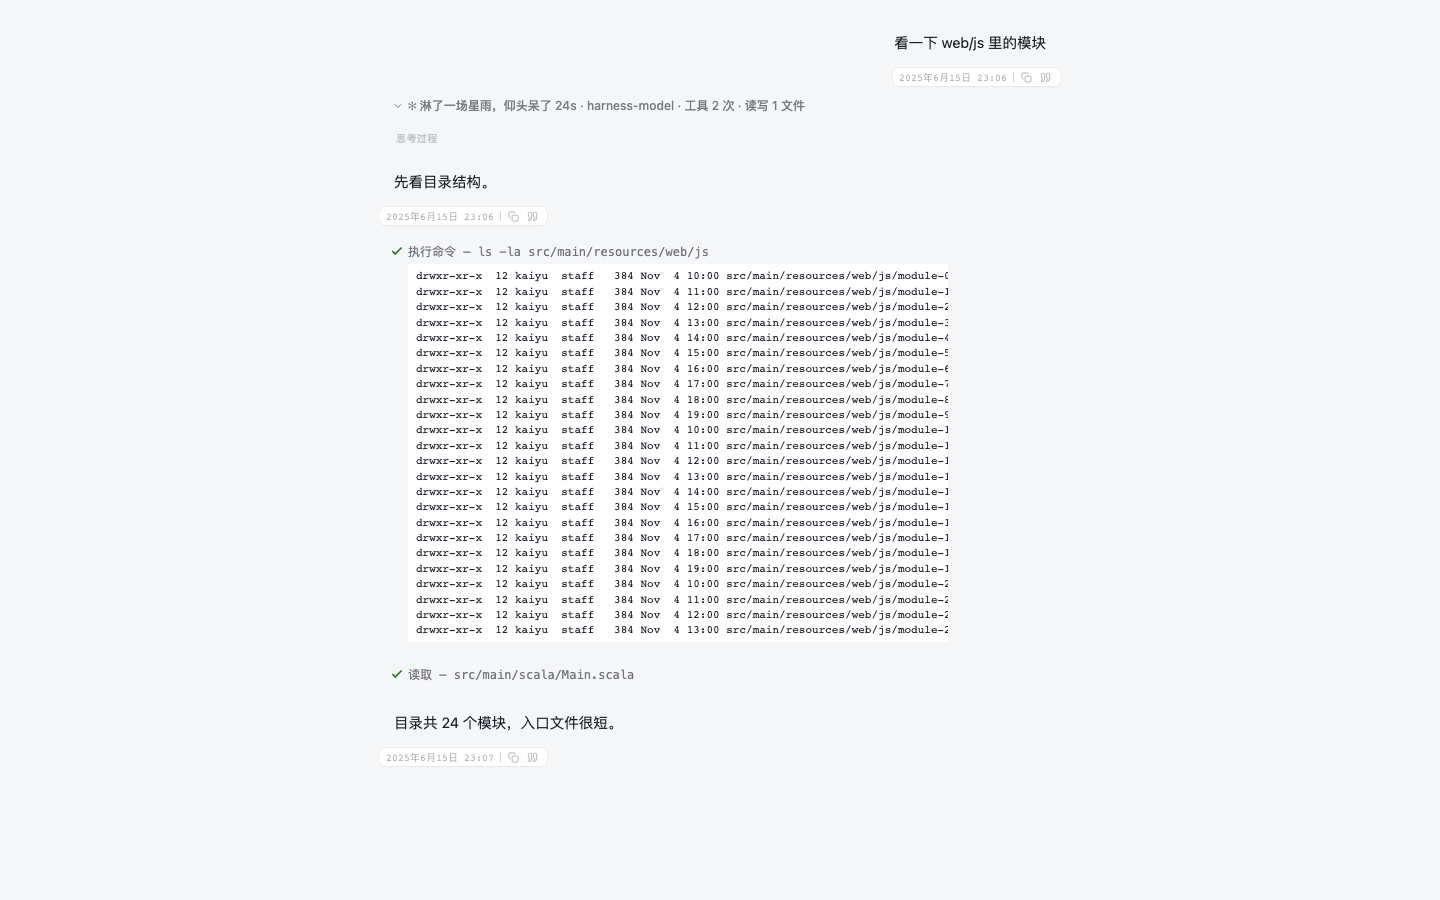 看一下 web/js 里的模块
2025年6月15日 23:06
✻ 淋了一场星雨，仰头呆了 24s · harness-model · 工具 2 次 · 读写 1 文件
思考过程
先看目录结构。
2025年6月15日 23:06
执行命令 — ls -la src/main/resources/web/js
drwxr-xr-x  12 kaiyu  staff   384 Nov  4 10:00 src/main/resources/web/js/module-0
drwxr-xr-x  12 kaiyu  staff   384 Nov  4 11:00 src/main/resources/web/js/module-1
drwxr-xr-x  12 kaiyu  staff   384 Nov  4 12:00 src/main/resources/web/js/module-2
drwxr-xr-x  12 kaiyu  staff   384 Nov  4 13:00 src/main/resources/web/js/module-3
drwxr-xr-x  12 kaiyu  staff   384 Nov  4 14:00 src/main/resources/web/js/module-4
drwxr-xr-x  12 kaiyu  staff   384 Nov  4 15:00 src/main/resources/web/js/module-5
drwxr-xr-x  12 kaiyu  staff   384 Nov  4 16:00 src/main/resources/web/js/module-6
drwxr-xr-x  12 kaiyu  staff   384 Nov  4 17:00 src/main/resources/web/js/module-7
drwxr-xr-x  12 kaiyu  staff   384 Nov  4 18:00 src/main/resources/web/js/module-8
drwxr-xr-x  12 kaiyu  staff   384 Nov  4 19:00 src/main/resources/web/js/module-9
drwxr-xr-x  12 kaiyu  staff   384 Nov  4 10:00 src/main/resources/web/js/module-1
drwxr-xr-x  12 kaiyu  staff   384 Nov  4 11:00 src/main/resources/web/js/module-1
drwxr-xr-x  12 kaiyu  staff   384 Nov  4 12:00 src/main/resources/web/js/module-1
drwxr-xr-x  12 kaiyu  staff   384 Nov  4 13:00 src/main/resources/web/js/module-1
drwxr-xr-x  12 kaiyu  staff   384 Nov  4 14:00 src/main/resources/web/js/module-1
drwxr-xr-x  12 kaiyu  staff   384 Nov  4 15:00 src/main/resources/web/js/module-1
drwxr-xr-x  12 kaiyu  staff   384 Nov  4 16:00 src/main/resources/web/js/module-1
drwxr-xr-x  12 kaiyu  staff   384 Nov  4 17:00 src/main/resources/web/js/module-1
drwxr-xr-x  12 kaiyu  staff   384 Nov  4 18:00 src/main/resources/web/js/module-1
drwxr-xr-x  12 kaiyu  staff   384 Nov  4 19:00 src/main/resources/web/js/module-1
drwxr-xr-x  12 kaiyu  staff   384 Nov  4 10:00 src/main/resources/web/js/module-2
drwxr-xr-x  12 kaiyu  staff   384 Nov  4 11:00 src/main/resources/web/js/module-2
drwxr-xr-x  12 kaiyu  staff   384 Nov  4 12:00 src/main/resources/web/js/module-2
drwxr-xr-x  12 kaiyu  staff   384 Nov  4 13:00 src/main/resources/web/js/module-2
读取 — src/main/scala/Main.scala
目录共 24 个模块，入口文件很短。
2025年6月15日 23:07